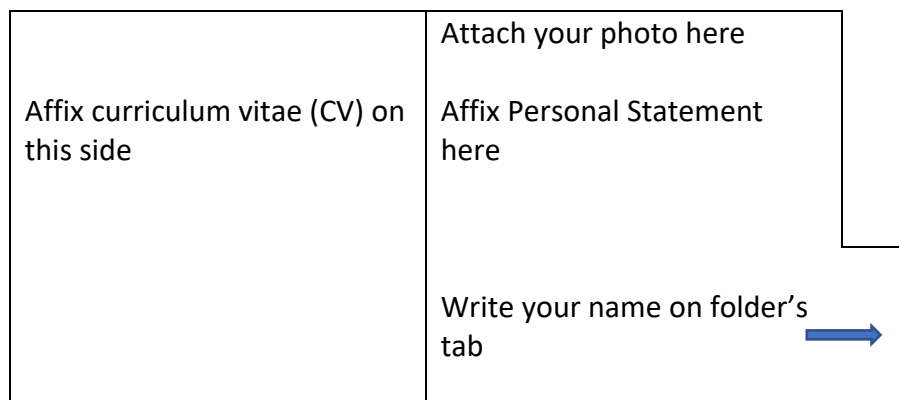 Affix curriculum vitae (CV) on
this side
Attach your photo here
Affix Personal Statement
here
Write your name on folder’s
tab